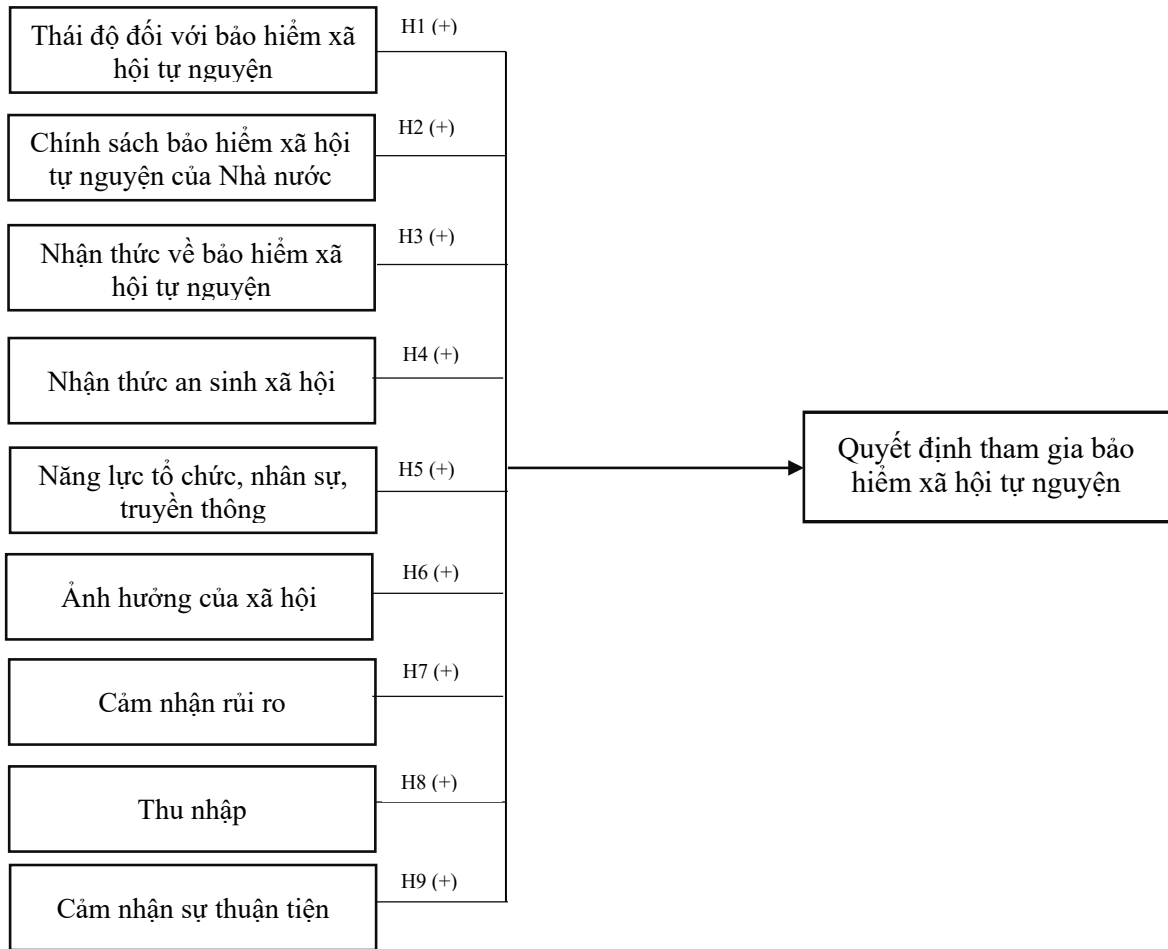 Thái độ đối với bảo hiểm xã
hội tự nguyện
H1 (+)
Chính sách bảo hiểm xã hội
tự nguyện của Nhà nước
H2 (+)
Nhận thức về bảo hiểm xã
hội tự nguyện
H3 (+)
Nhận thức an sinh xã hội
H4 (+)
Năng lực tổ chức, nhân sự,
truyền thông
H5 (+)
Ảnh hưởng của xã hội
H6 (+)
Cảm nhận rủi ro
H7 (+)
Thu nhập
H8 (+)
Cảm nhận sự thuận tiện
H9 (+)
Quyết định tham gia bảo
hiểm xã hội tự nguyện